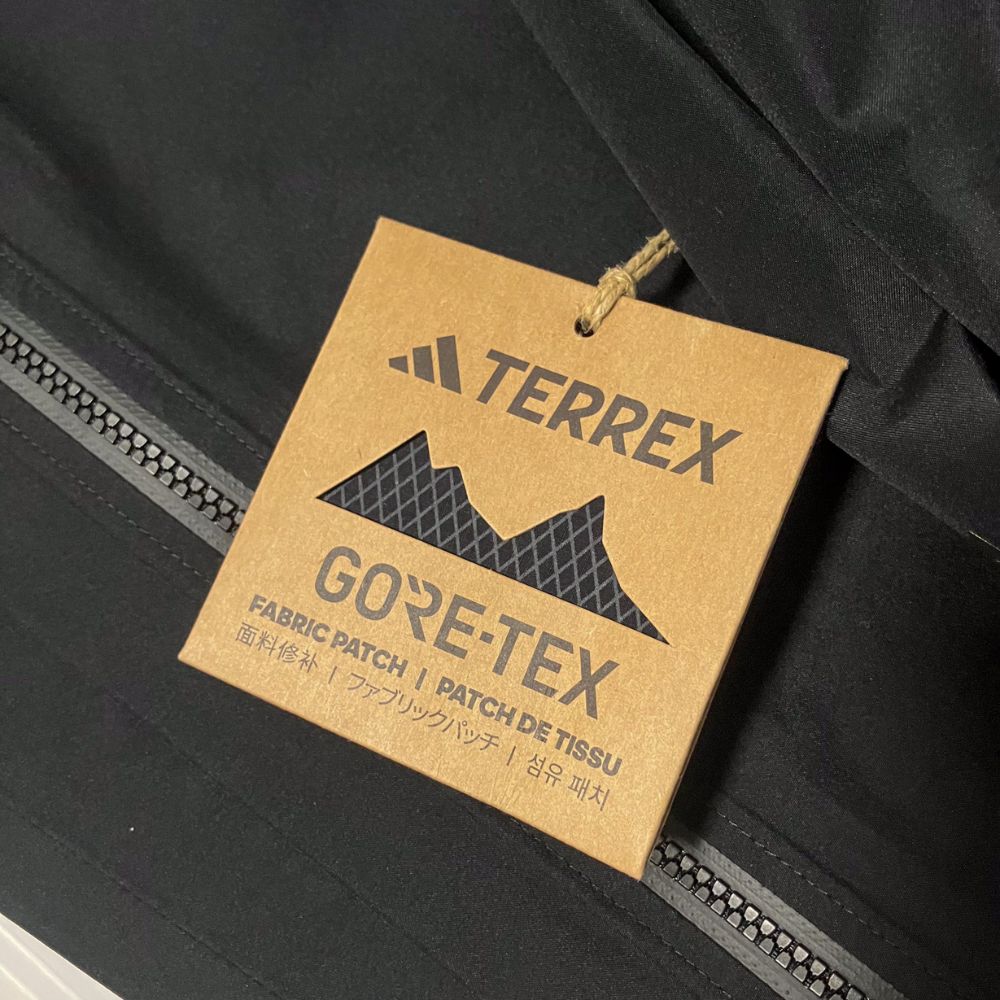 TERREX
GORE-TEX
FABRIC PATCH | PATCH DE TISSU
面料修补 | ファブリックパッチ | 섬유 패치